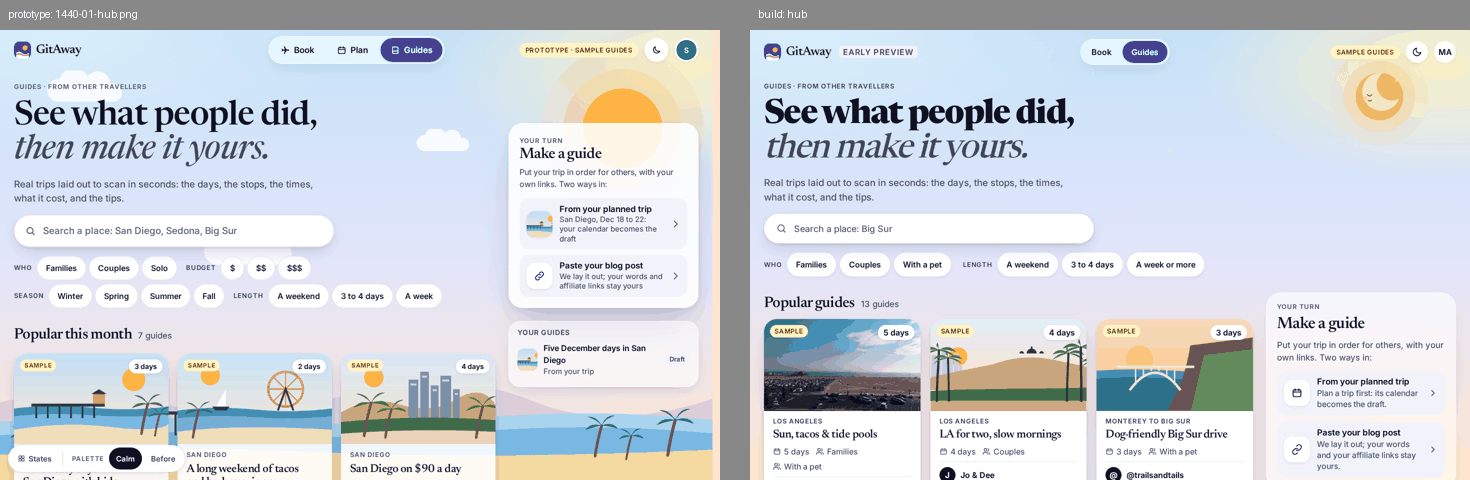 prototype: 1440-01-hub.png
GitAway
Book
Plan
Guides
PROTOTYPE · SAMPLE GUIDES
S
GUIDES · FROM OTHER TRAVELLERS
See what people did,
then make it yours.
Real trips laid out to scan in seconds: the days, the stops, the times,
what it cost, and the tips.
Search a place: San Diego, Sedona, Big Sur
WHO Families Couples Solo BUDGET $ $$ $$$
SEASON Winter Spring Summer Fall LENGTH A weekend 3 to 4 days A week
Popular this month 7 guides
SAMPLE 3 days
SAMPLE 2 days
SAMPLE 4 days
SAN DIEGO
A long weekend of tacos
SAN DIEGO
San Diego on $90 a day
States PALETTE Calm Before
YOUR TURN
Make a guide
Put your trip in order for others, with your
own links. Two ways in:
From your planned trip
San Diego, Dec 18 to 22:
your calendar becomes the
draft
Paste your blog post
We lay it out; your words and
affiliate links stay yours
YOUR GUIDES
Five December days in San
Diego
From your trip
Draft
build: hub
GitAway EARLY PREVIEW
Book
Guides
SAMPLE GUIDES
MA
GUIDES · FROM OTHER TRAVELLERS
See what people did,
then make it yours.
Real trips laid out to scan in seconds: the days, the stops, the times,
what it cost, and the tips.
Search a place: Big Sur
WHO Families Couples With a pet LENGTH A weekend 3 to 4 days A week or more
Popular guides 13 guides
SAMPLE 5 days
LOS ANGELES
Sun, tacos & tide pools
5 days Families
With a pet
SAMPLE 4 days
LOS ANGELES
LA for two, slow mornings
4 days Couples
J Jo & Dee
SAMPLE 3 days
MONTEREY TO BIG SUR
Dog-friendly Big Sur drive
3 days With a pet
@ @trailsandtails
YOUR TURN
Make a guide
Put your trip in order for others, with your
own links. Two ways in:
From your planned trip
Plan a trip first: its calendar
becomes the draft.
Paste your blog post
We lay it out; your words
and your affiliate links stay
yours.